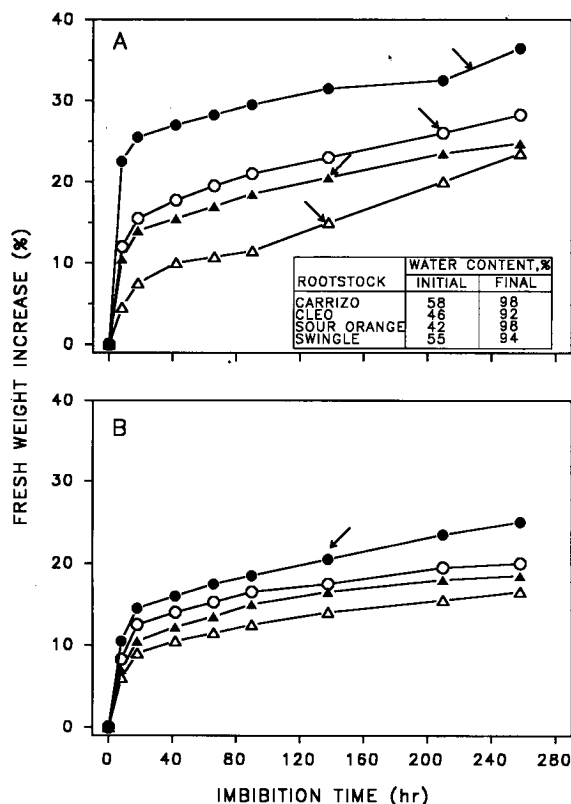 FRESH WEIGHT INCREASE (%)
A
40
30
20
10
0
WATER CONTENT,%
ROOTSTOCK INITIAL FINAL
CARRIZO 58 98
CLEO 46 92
SOUR ORANGE 42 98
SWINGLE 55 94
B
40
30
20
10
0
0 40 80 120 160 200 240 280
IMBIBITION TIME (hr)